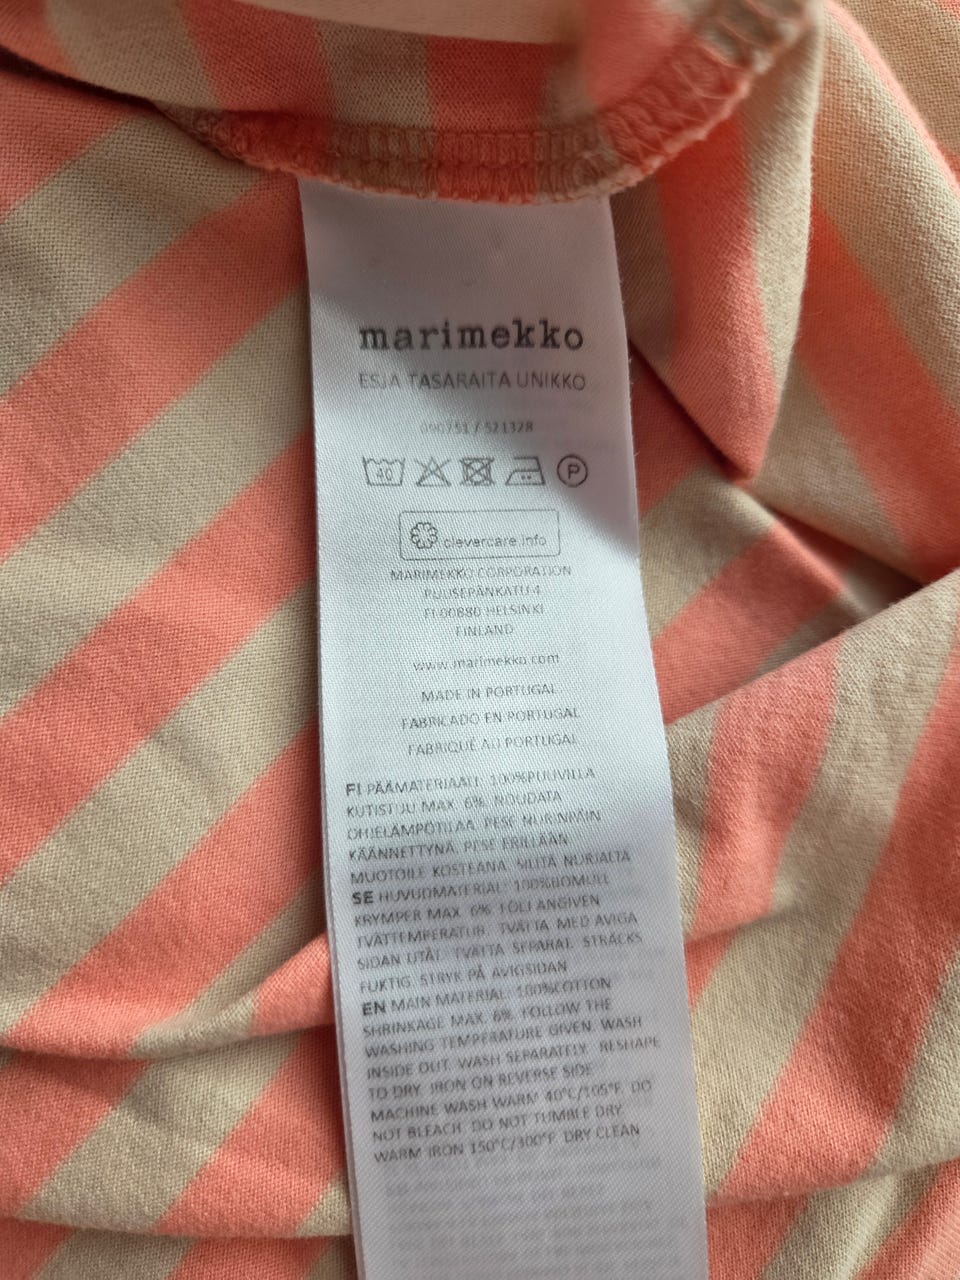 marimekko
ESJA TASARAITA UNIKKO
090751 / 521328
40 P
clevercare.info
MARIMEKKO CORPORATION
PUUSEPÄNKATU 4
FI 00880 HELSINKI
FINLAND
www.marimekko.com
MADE IN PORTUGAL
FABRICADO EN PORTUGAL
FABRIQUÉ AU PORTUGAL
FI PÄÄMATERIAALI: 100%PUUVILLA
KUTISTUU MAX. 6%. NOUDATA
OHJELÄMPÖTILAA. PESE NURINPÄIN
KÄÄNNETTYNÄ. PESE ERILLÄÄN.
MUOTOILE KOSTEANA. SILITÄ NURJALTA
SE HUVUDMATERIAL: 100%BOMULL
KRYMPER MAX. 6%. FÖLJ ANGIVEN
TVÄTTEMPERATUR. TVÄTTA MED AVIGA
SIDAN UTÅT. TVÄTTA SEPARAT. STRÄCKS
FUKTIG. STRYK PÅ AVIGSIDAN
EN MAIN MATERIAL: 100%COTTON
SHRINKAGE MAX. 6%. FOLLOW THE
WASHING TEMPERATURE GIVEN. WASH
INSIDE OUT. WASH SEPARATELY. RESHAPE
TO DRY. IRON ON REVERSE SIDE
MACHINE WASH WARM 40°C/105°F. DO
NOT BLEACH. DO NOT TUMBLE DRY.
WARM IRON 150°C/300°F. DRY CLEAN